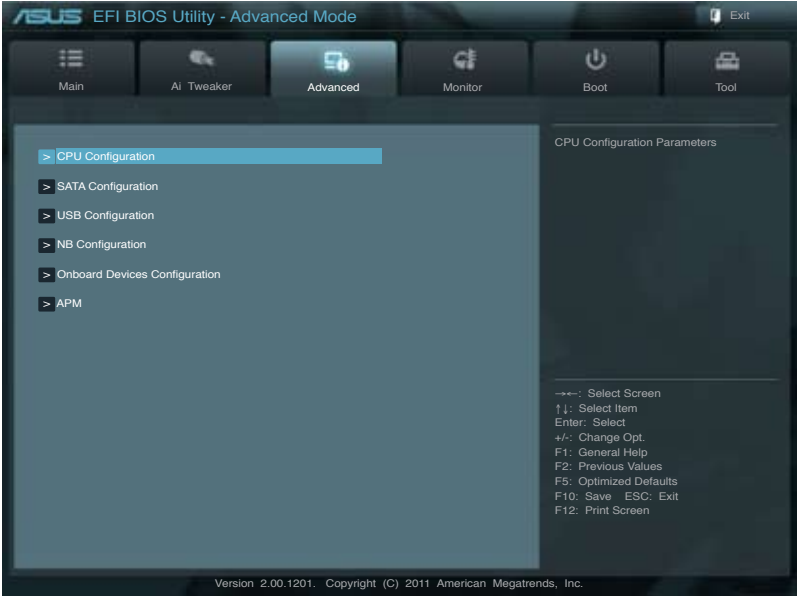 ASUS EFI BIOS Utility - Advanced Mode
Exit
Main
Ai Tweaker
Advanced
Monitor
Boot
Tool
> CPU Configuration
> SATA Configuration
> USB Configuration
> NB Configuration
> Onboard Devices Configuration
> APM
CPU Configuration Parameters
→←: Select Screen
↑↓: Select Item
Enter: Select
+/-: Change Opt.
F1: General Help
F2: Previous Values
F5: Optimized Defaults
F10: Save ESC: Exit
F12: Print Screen
Version 2.00.1201. Copyright (C) 2011 American Megatrends, Inc.